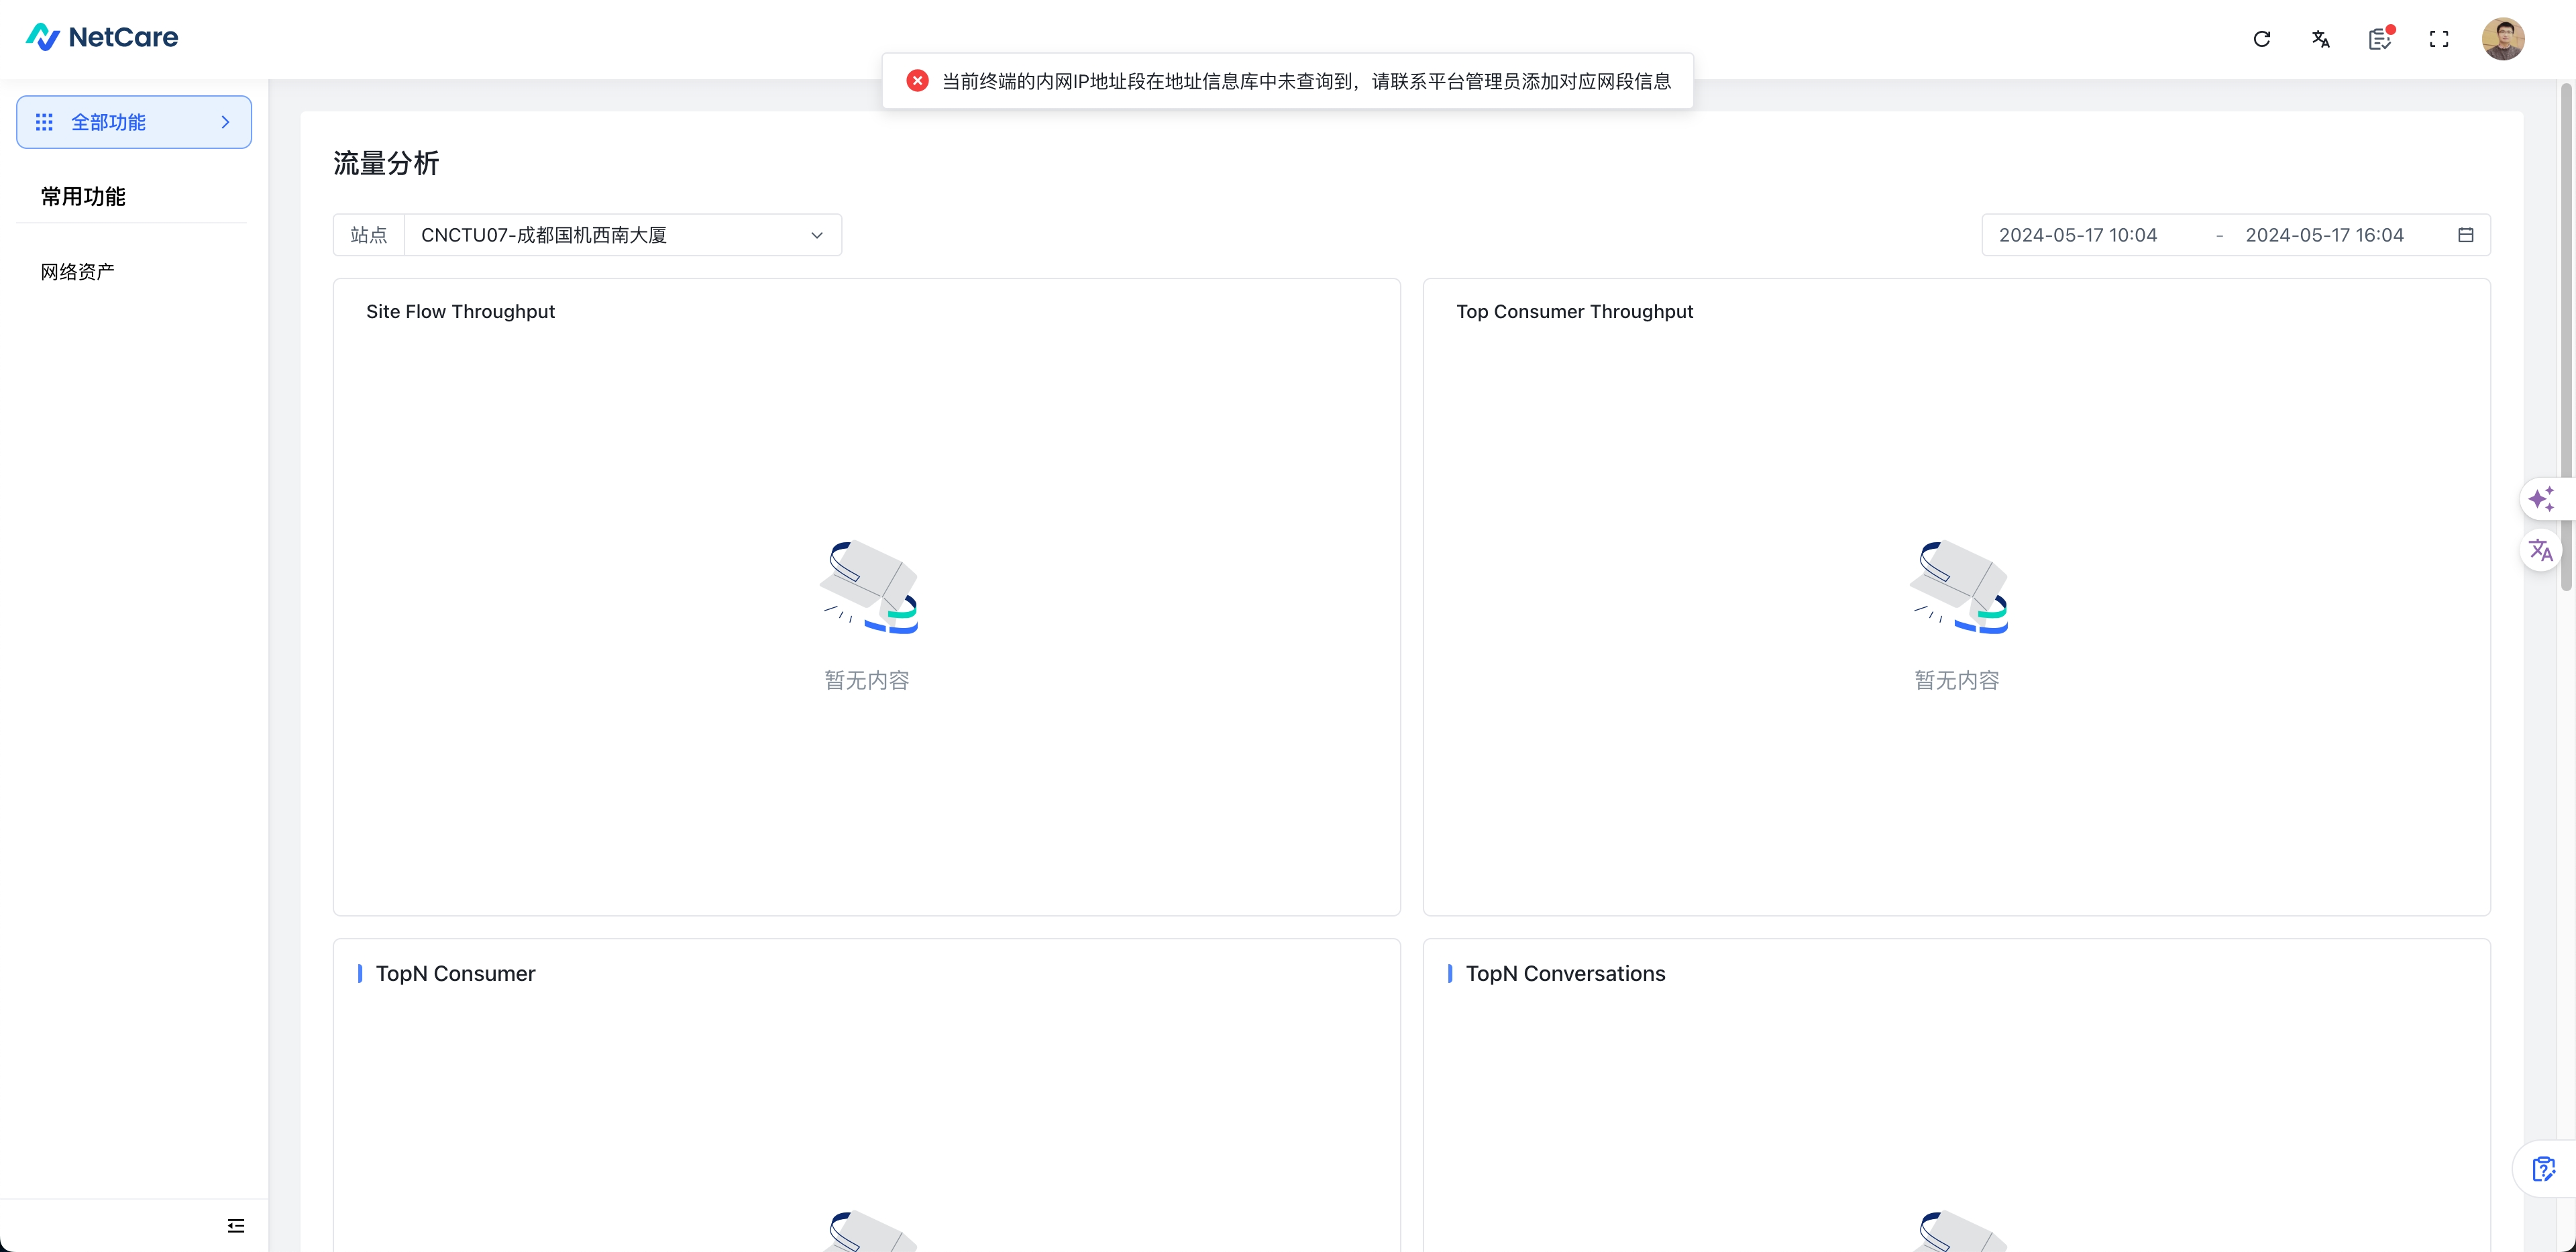 NetCare
当前终端的内网IP地址段在地址信息库中未查询到，请联系平台管理员添加对应网段信息
全部功能
常用功能
网络资产
流量分析
站点 CNCTU07-成都国机西南大厦
2024-05-17 10:04 - 2024-05-17 16:04
Site Flow Throughput
暂无内容
Top Consumer Throughput
暂无内容
TopN Consumer
TopN Conversations